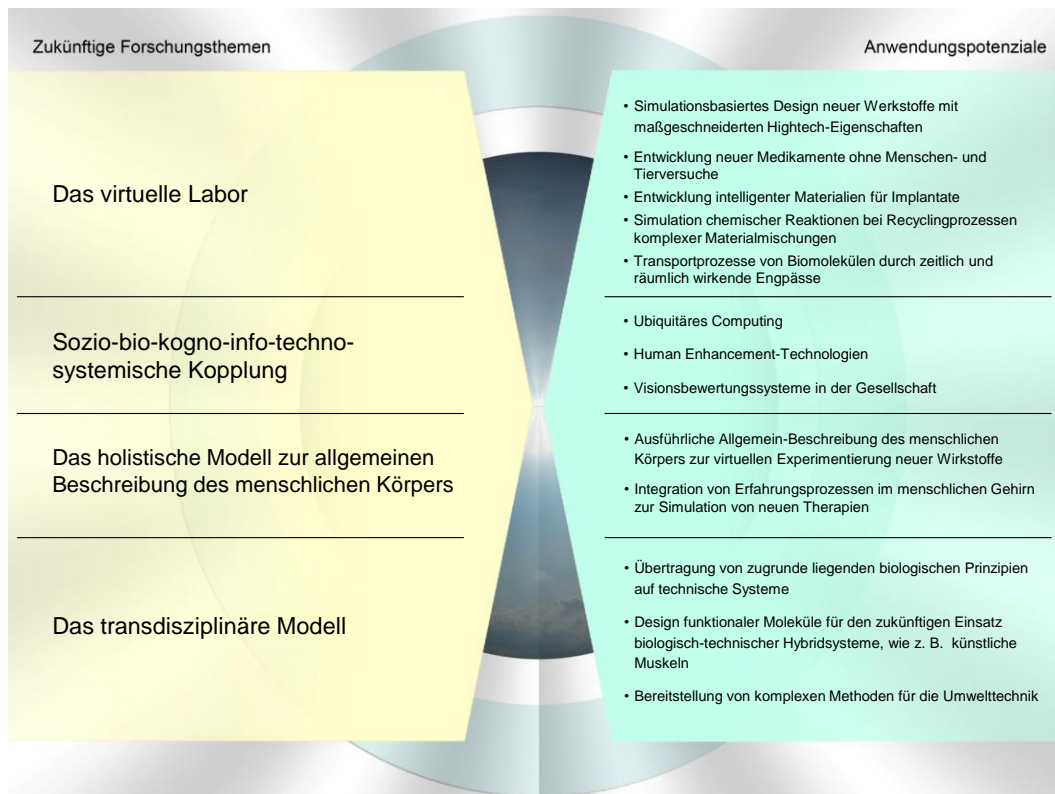 Zukünftige Forschungsthemen
Anwendungspotenziale
Das virtuelle Labor
• Simulationsbasiertes Design neuer Werkstoffe mit
maßgeschneiderten Hightech-Eigenschaften
• Entwicklung neuer Medikamente ohne Menschen- und
Tierversuche
• Entwicklung intelligenter Materialien für Implantate
• Simulation chemischer Reaktionen bei Recyclingprozessen
komplexer Materialmischungen
• Transportprozesse von Biomolekülen durch zeitlich und
räumlich wirkende Engpässe
Sozio-bio-kogno-info-techno-
systemische Kopplung
• Ubiquitäres Computing
• Human Enhancement-Technologien
• Visionsbewertungssysteme in der Gesellschaft
Das holistische Modell zur allgemeinen
Beschreibung des menschlichen Körpers
• Ausführliche Allgemein-Beschreibung des menschlichen
Körpers zur virtuellen Experimentierung neuer Wirkstoffe
• Integration von Erfahrungsprozessen im menschlichen Gehirn
zur Simulation von neuen Therapien
Das transdisziplinäre Modell
• Übertragung von zugrunde liegenden biologischen Prinzipien
auf technische Systeme
• Design funktionaler Moleküle für den zukünftigen Einsatz
biologisch-technischer Hybridsysteme, wie z. B. künstliche
Muskeln
• Bereitstellung von komplexen Methoden für die Umwelttechnik